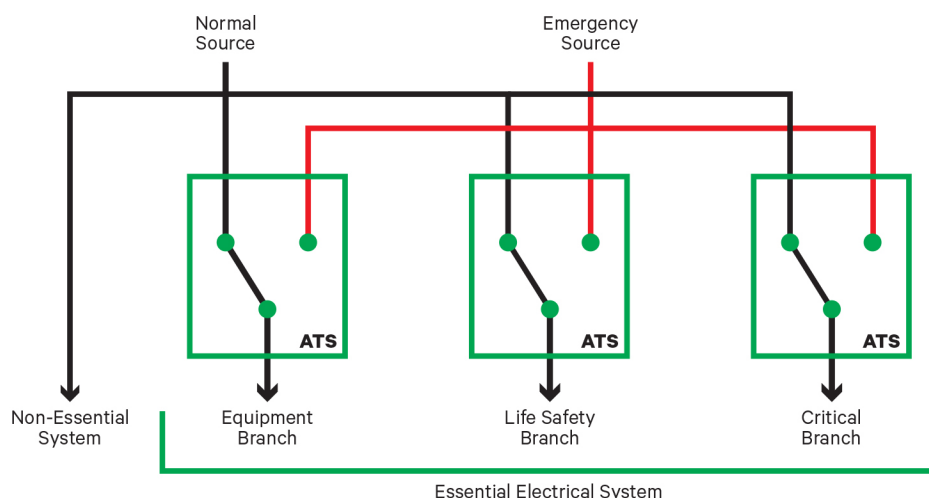 Normal
Source
Emergency
Source
ATS
ATS
ATS
Non-Essential
System
Equipment
Branch
Life Safety
Branch
Critical
Branch
Essential Electrical System